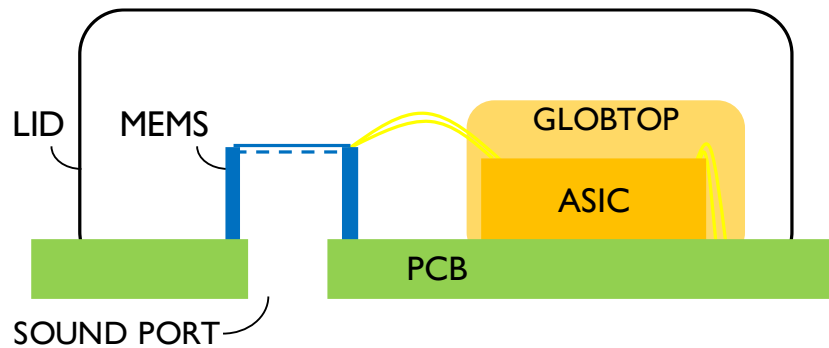 LID
MEMS
GLOBTOP
ASIC
PCB
SOUND PORT